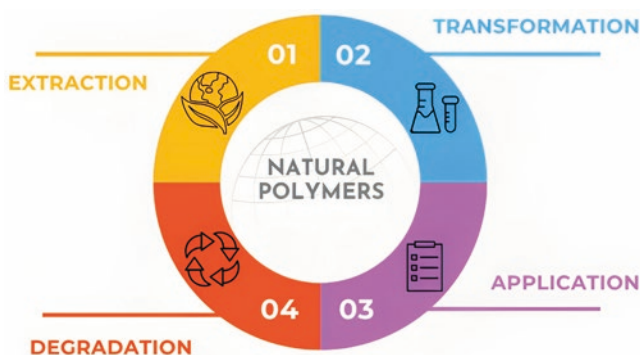 TRANSFORMATION
01
02
EXTRACTION
NATURAL
POLYMERS
APPLICATION
04
03
DEGRADATION